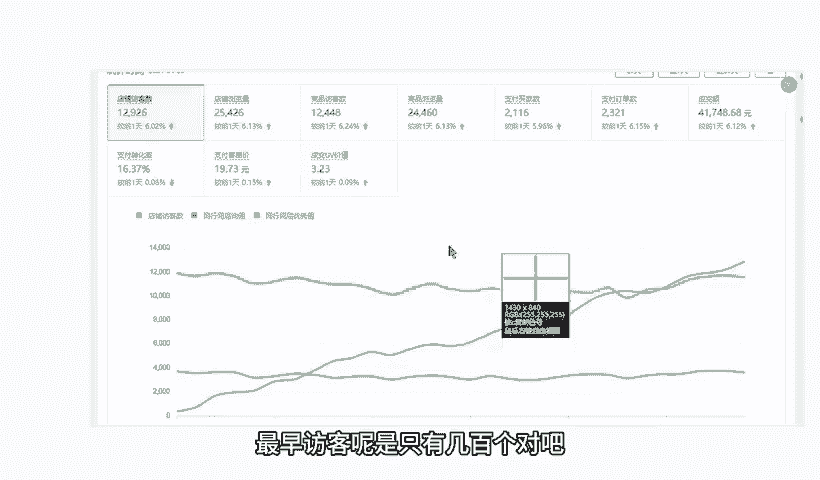 店铺访客数 店铺浏览量 商品访客数 商品浏览量 支付买家数 支付订单数 成交额
12,926 25,426 12,448 24,460 2,116 2,321 41,748.68 元
较前1天 6.02% 较前1天 6.13% 较前1天 6.24% 较前1天 6.13% 较前1天 5.96% 较前1天 6.15% 较前1天 6.12%
支付转化率 支付客单价 成交UV价值
16.37% 19.73 元 3.23
较前1天 0.06% 较前1天 0.15% 较前1天 0.09%
店铺访客数
14,000
12,000
10,000
8,000
6,000
4,000
2,000
0
1430 x 840
RGB:(255,255,255)
最早访客呢是只有几百个对吧